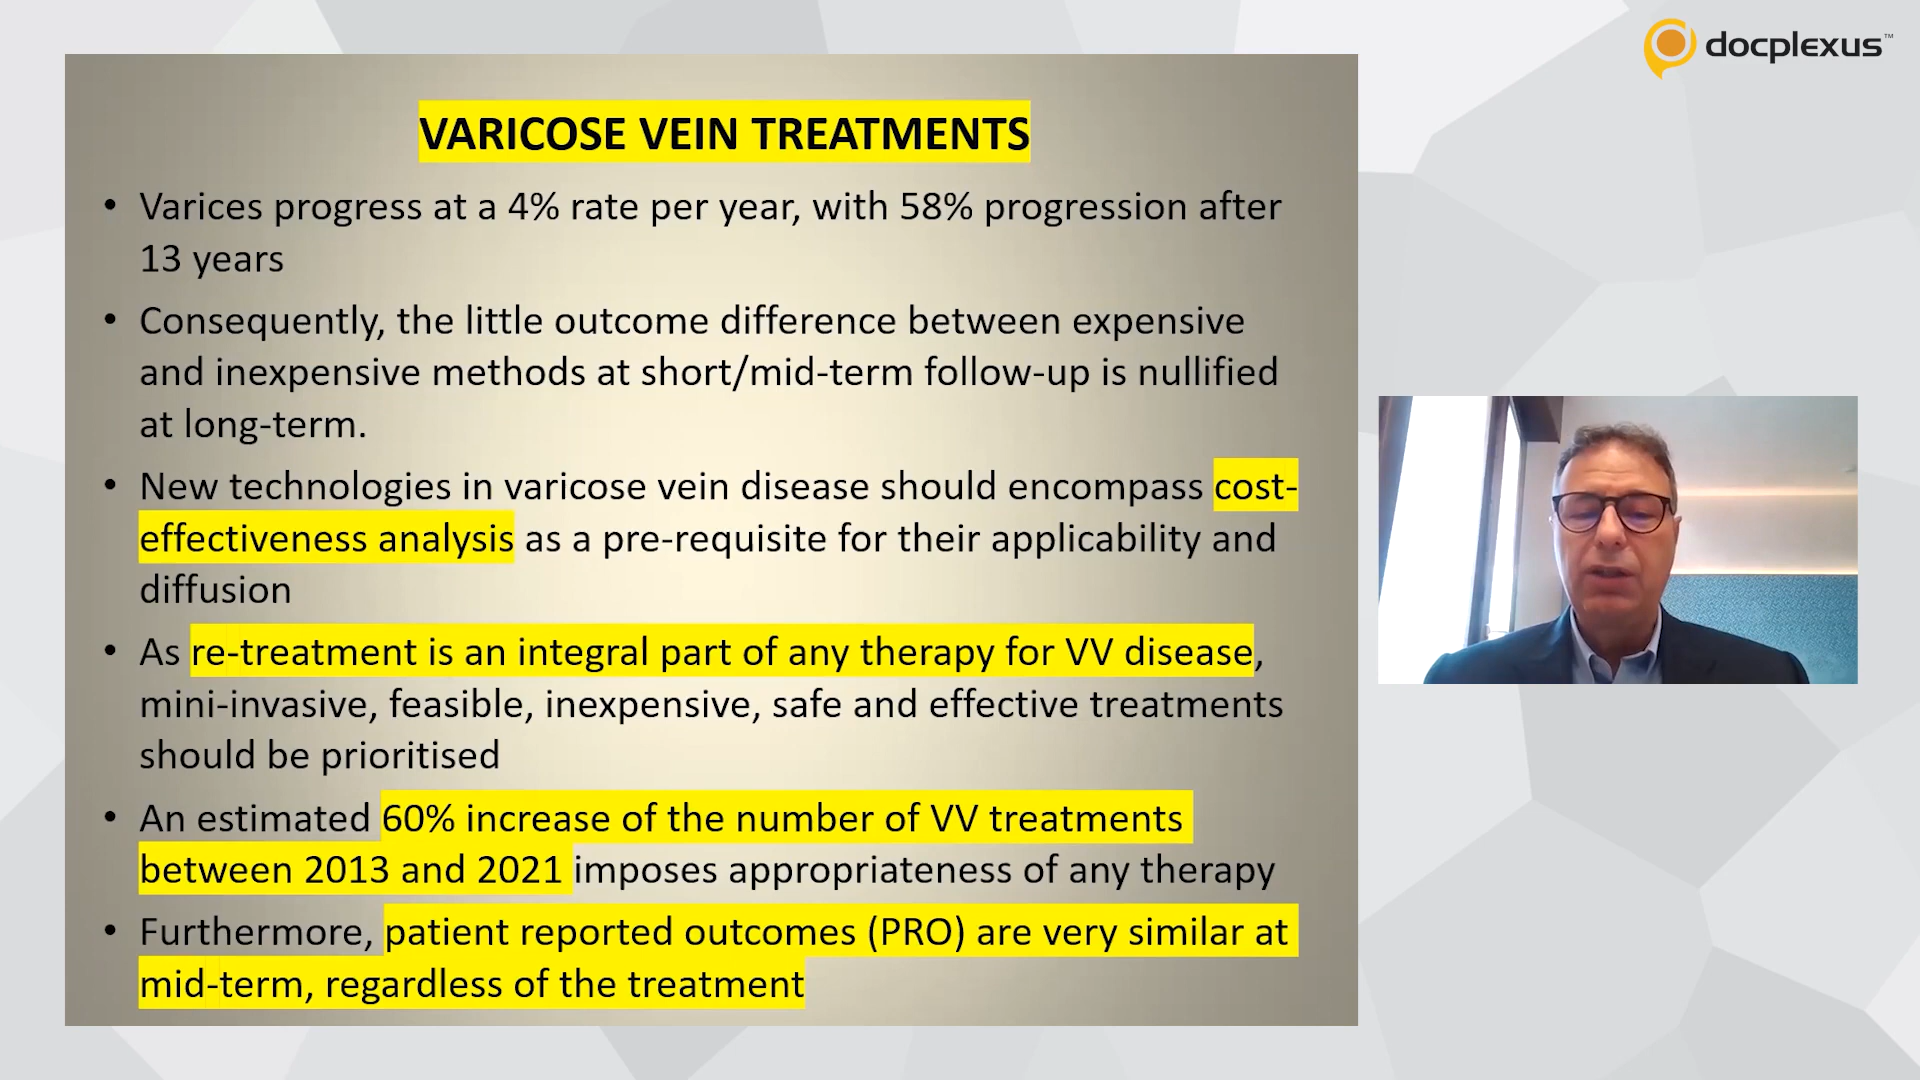 docplexus™
VARICOSE VEIN TREATMENTS
• Varices progress at a 4% rate per year, with 58% progression after
13 years
• Consequently, the little outcome difference between expensive
and inexpensive methods at short/mid-term follow-up is nullified
at long-term.
• New technologies in varicose vein disease should encompass cost-
effectiveness analysis as a pre-requisite for their applicability and
diffusion
• As re-treatment is an integral part of any therapy for VV disease,
mini-invasive, feasible, inexpensive, safe and effective treatments
should be prioritised
• An estimated 60% increase of the number of VV treatments
between 2013 and 2021 imposes appropriateness of any therapy
• Furthermore, patient reported outcomes (PRO) are very similar at
mid-term, regardless of the treatment